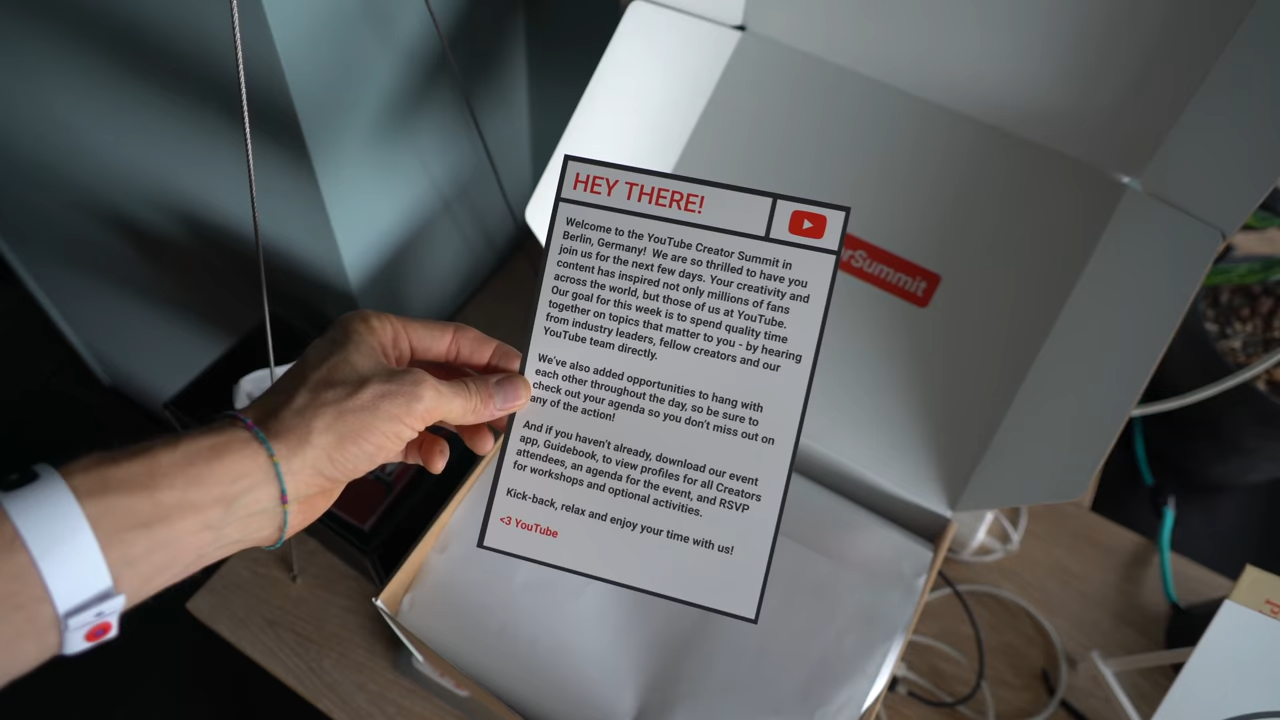 HEY THERE!
Welcome to the YouTube Creator Summit in
Berlin, Germany!  We are so thrilled to have you
join us for the next few days. Your creativity and
content has inspired not only millions of fans
across the world, but those of us at YouTube.
Our goal for this week is to spend quality time
together on topics that matter to you - by hearing
from industry leaders, fellow creators and our
YouTube team directly.
We've also added opportunities to hang with
each other throughout the day, so be sure to
check out your agenda so you don't miss out on
any of the action!
And if you haven't already, download our event
app, Guidebook, to view profiles for all Creators
attendees, an agenda for the event, and RSVP
for workshops and optional activities.
Kick-back, relax and enjoy your time with us!
<3 YouTube
rSummit